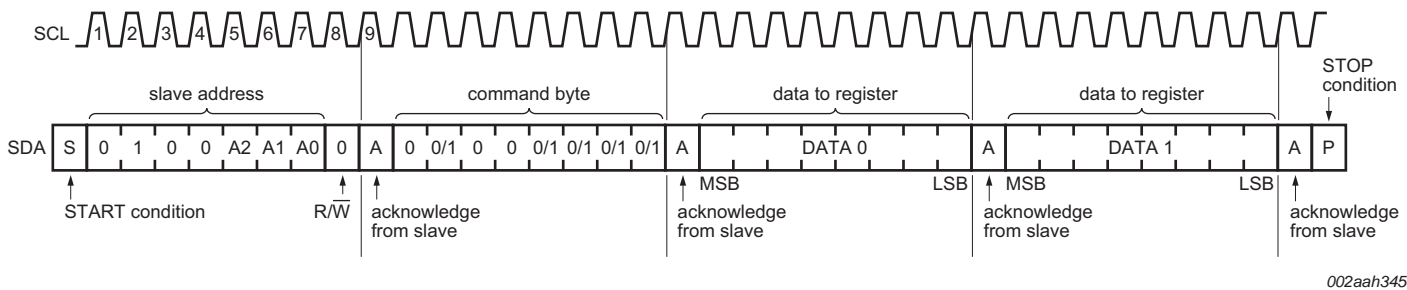 SCL 1 2 3 4 5 6 7 8 9
STOP condition
slave address command byte data to register data to register
SDA S 0 1 0 0 A2 A1 A0 0 A 0 0/1 0 0 0/1 0/1 0/1 0/1 A DATA 0 A DATA 1 A P
MSB LSB MSB LSB
START condition R/W̅ acknowledge from slave acknowledge from slave acknowledge from slave acknowledge from slave
002aah345